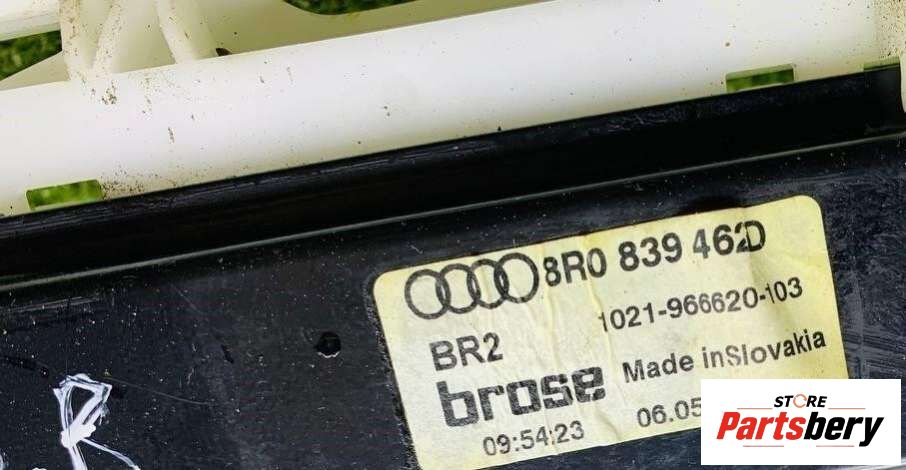 8R0 839 462D
1021-966620-103
BR2
brose Made inSlovakia
09:54:23 06.05
R
STORE
Partsbery